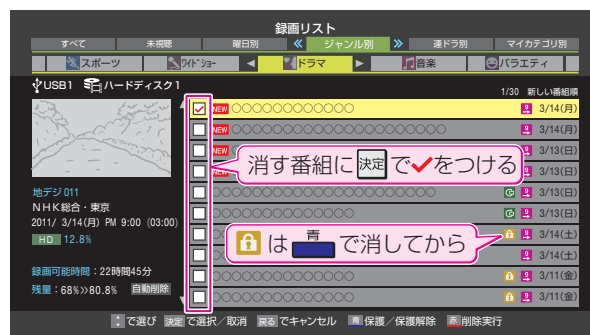 録画リスト
すべて 未視聴 曜日別 ≪ ジャンル別 ≫ 連ドラ別 マイカテゴリ別
スポーツ ワイドショー ◀ ドラマ ▶ 音楽 バラエティ
USB1 ハードディスク1 1/30 新しい番組順
NEW 〇〇〇〇〇〇〇〇〇〇〇〇 3/14(月)
NEW 〇〇〇〇〇〇〇〇〇〇〇〇〇〇〇〇〇〇〇〇〇 3/14(月)
NEW 3/13(日)
消す番組に 決定 で✓をつける
3/13(日)
地デジ 011
〇〇〇〇〇〇〇〇〇〇〇〇〇〇〇〇〇〇〇〇〇 3/13(日)
NHK総合・東京
〇〇〇〇〇〇〇〇〇〇〇〇〇 3/13(日)
2011/ 3/14(月) PM 9:00 (03:00)
3/14(土)
HD 12.8%
は 青 で消してから
3/14(土)
録画可能時間：22時間45分
〇〇〇〇〇〇〇〇〇〇〇〇〇 3/11(金)
残量：68%≫80.8% 自動削除
〇〇〇〇〇〇〇〇〇〇〇〇〇 3/11(金)
で選び 決定 で選択／取消 戻る でキャンセル 青 保護／保護解除 赤 削除実行